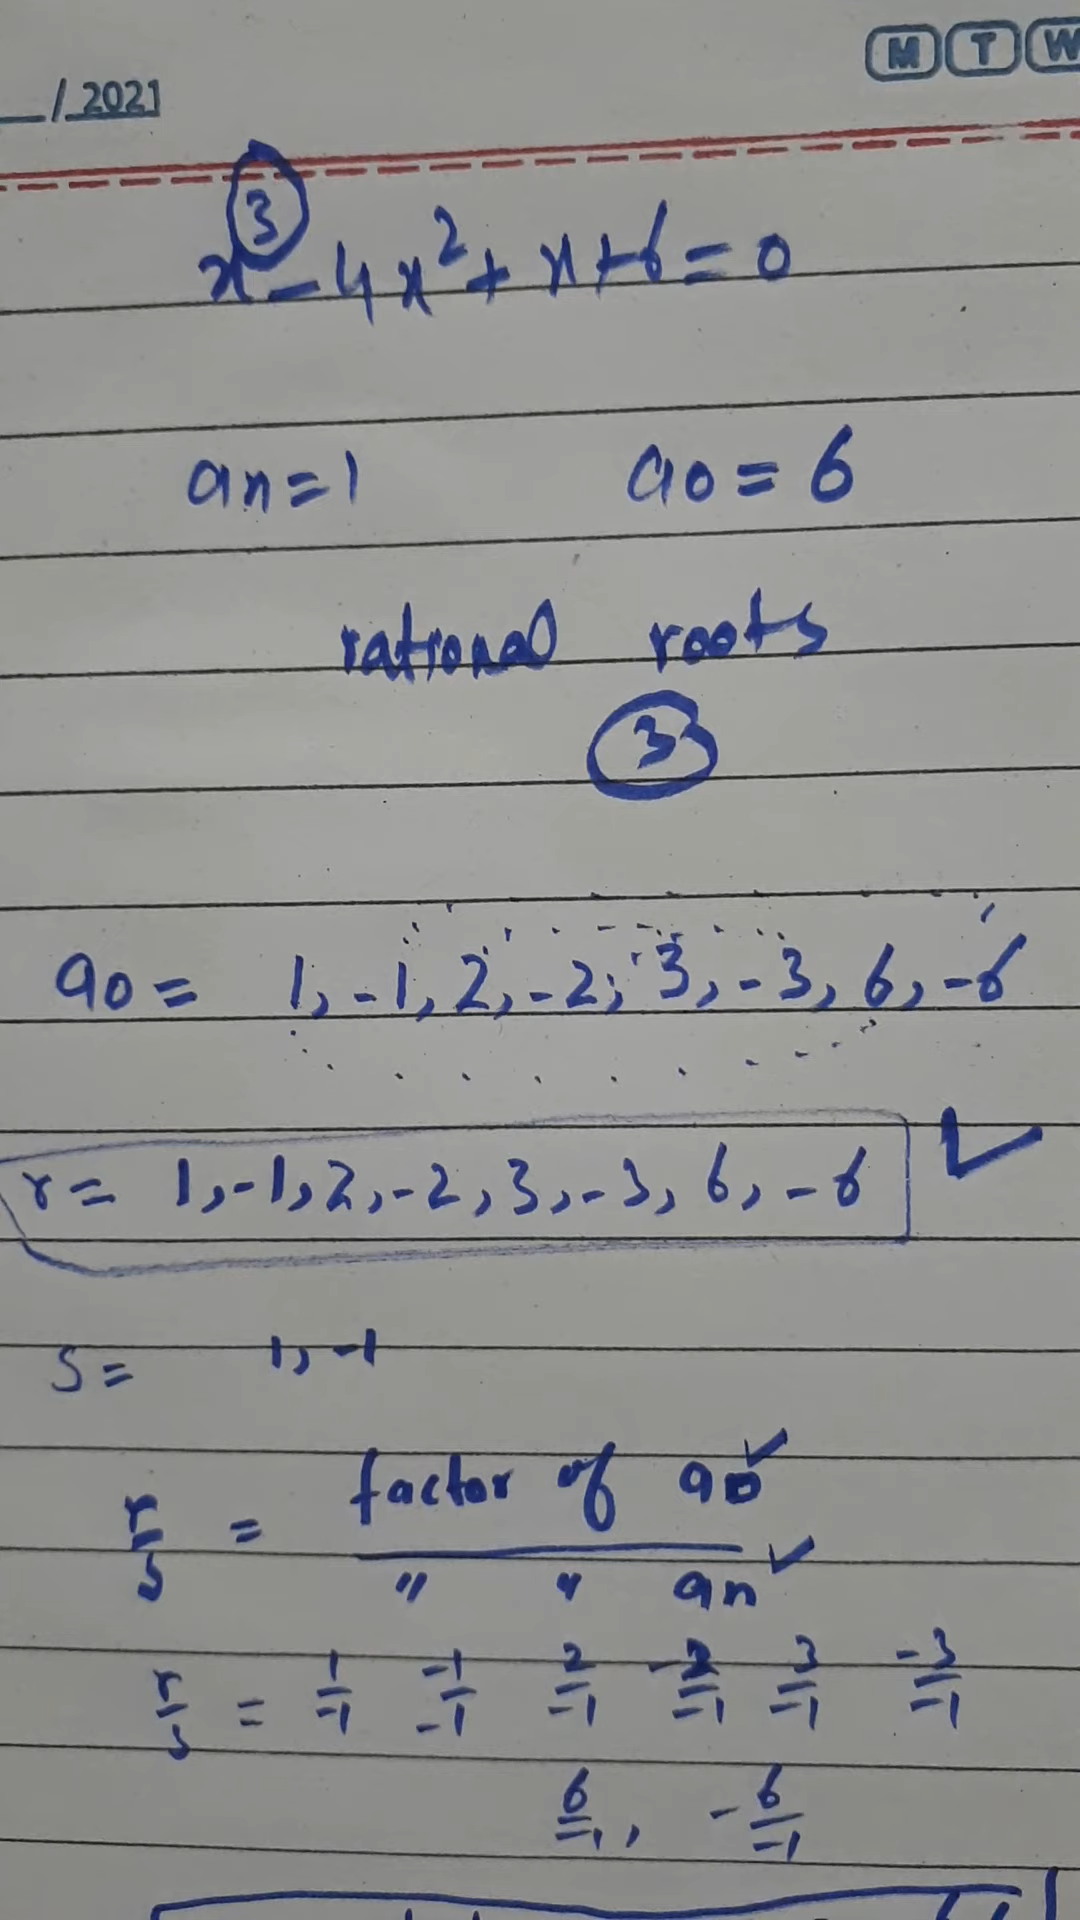 __/ 2021 M T W
x³ - 4x² + x + 6 = 0
an = 1 a0 = 6
rational roots
3
a0 = 1, -1, 2, -2, 3, -3, 6, -6
r = 1, -1, 2, -2, 3, -3, 6, -6 ✓
s = 1, -1
r/s = factor of a0 ✓ / " " an ✓
r/s = 1/-1 -1/-1 2/-1 -2/-1 3/-1 -3/-1
6/-1, -6/-1